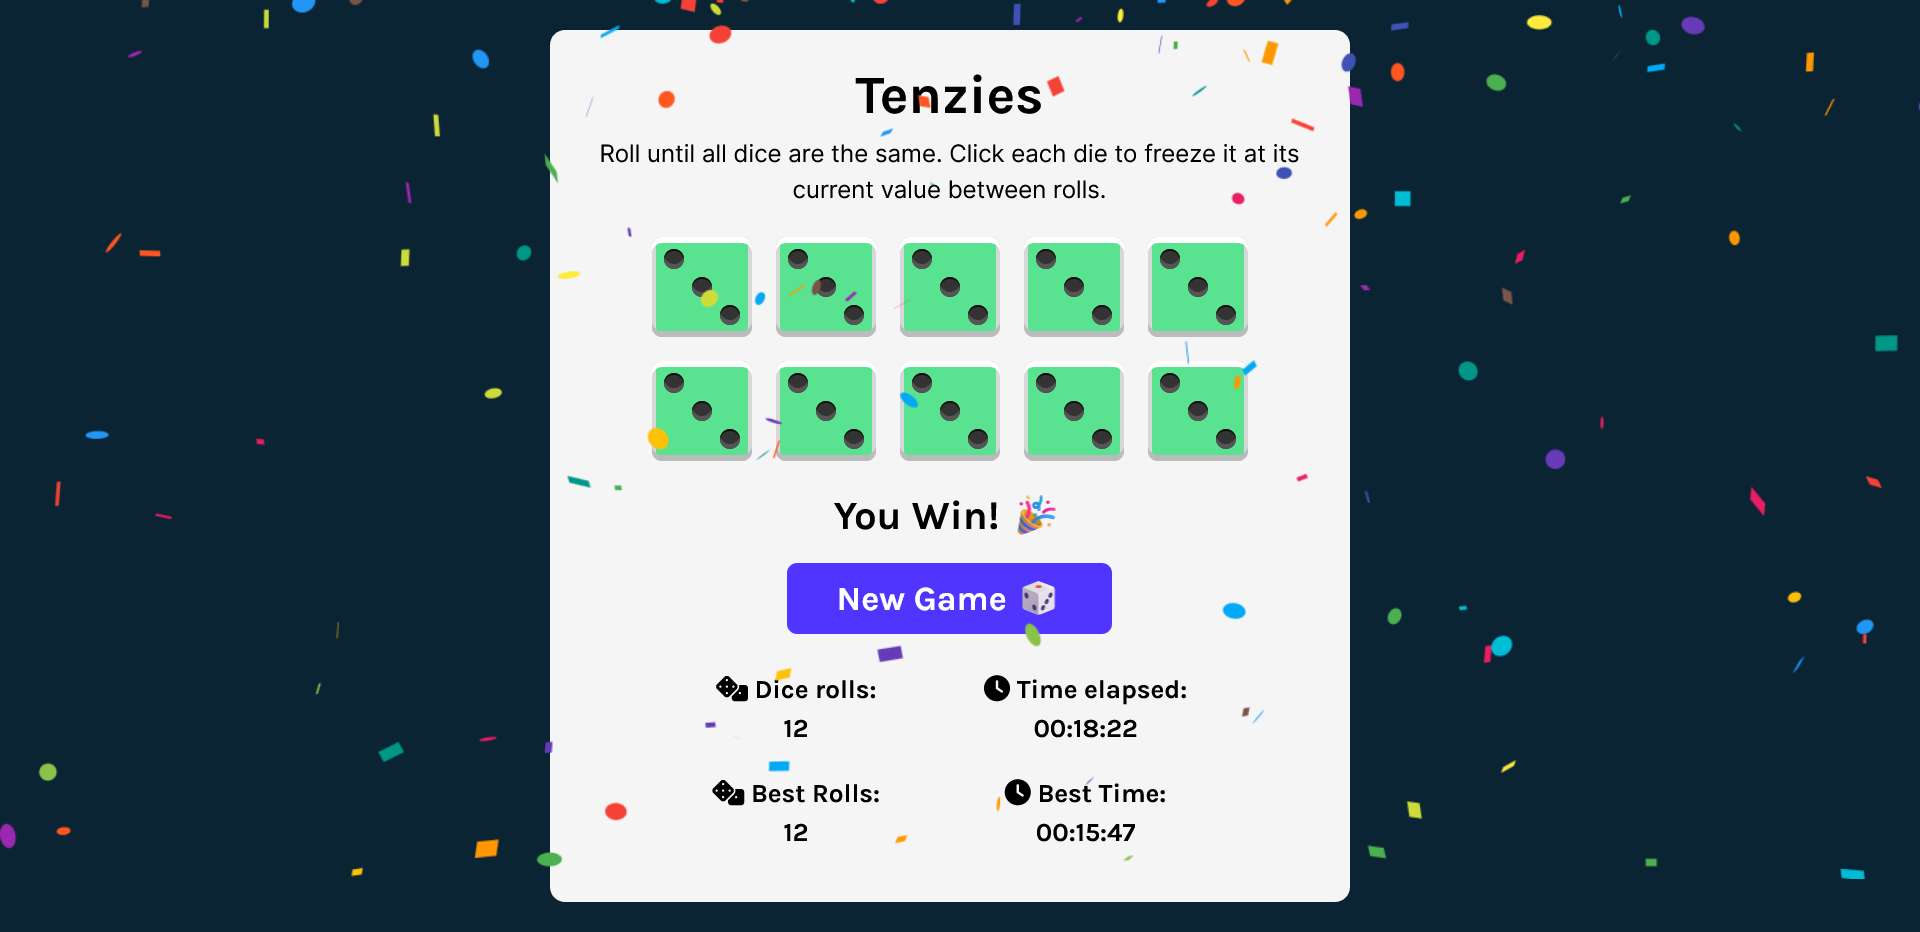 Tenzies
Roll until all dice are the same. Click each die to freeze it at its
current value between rolls.
You Win! 🎉
New Game 🎲
Dice rolls:
12
Time elapsed:
00:18:22
Best Rolls:
12
Best Time:
00:15:47